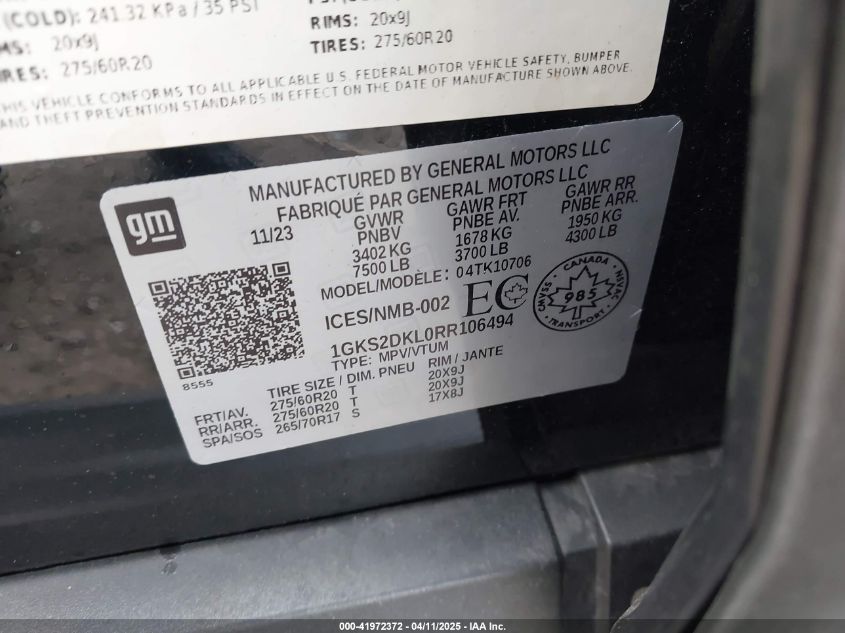 (COLD): 241.32 KPa / 35 PSI
RIMS: 20x9J
20x9J
TIRES: 275/60R20
275/60R20
THIS VEHICLE CONFORMS TO ALL APPLICABLE U.S. FEDERAL MOTOR VEHICLE SAFETY, BUMPER
AND THEFT PREVENTION STANDARDS IN EFFECT ON THE DATE OF MANUFACTURE SHOWN ABOVE.
gm
MANUFACTURED BY GENERAL MOTORS LLC
FABRIQUÉ PAR GENERAL MOTORS LLC
11/23 GVWR GAWR FRT GAWR RR
PNBV PNBE AV. PNBE ARR.
3402 KG 1678 KG 1950 KG
7500 LB 3700 LB 4300 LB
MODEL/MODÈLE: 04TK10706
ICES/NMB-002 EC
CANADA
CMVSS 985 NSVAC
TRANSPORT
1GKS2DKL0RR106494
TYPE: MPV/VTUM
8555
TIRE SIZE / DIM. PNEU RIM / JANTE
FRT/AV. 275/60R20 T 20X9J
RR/ARR. 275/60R20 T 20X9J
SPA/SOS 265/70R17 S 17X8J
000-41972372 - 04/11/2025 - IAA Inc.